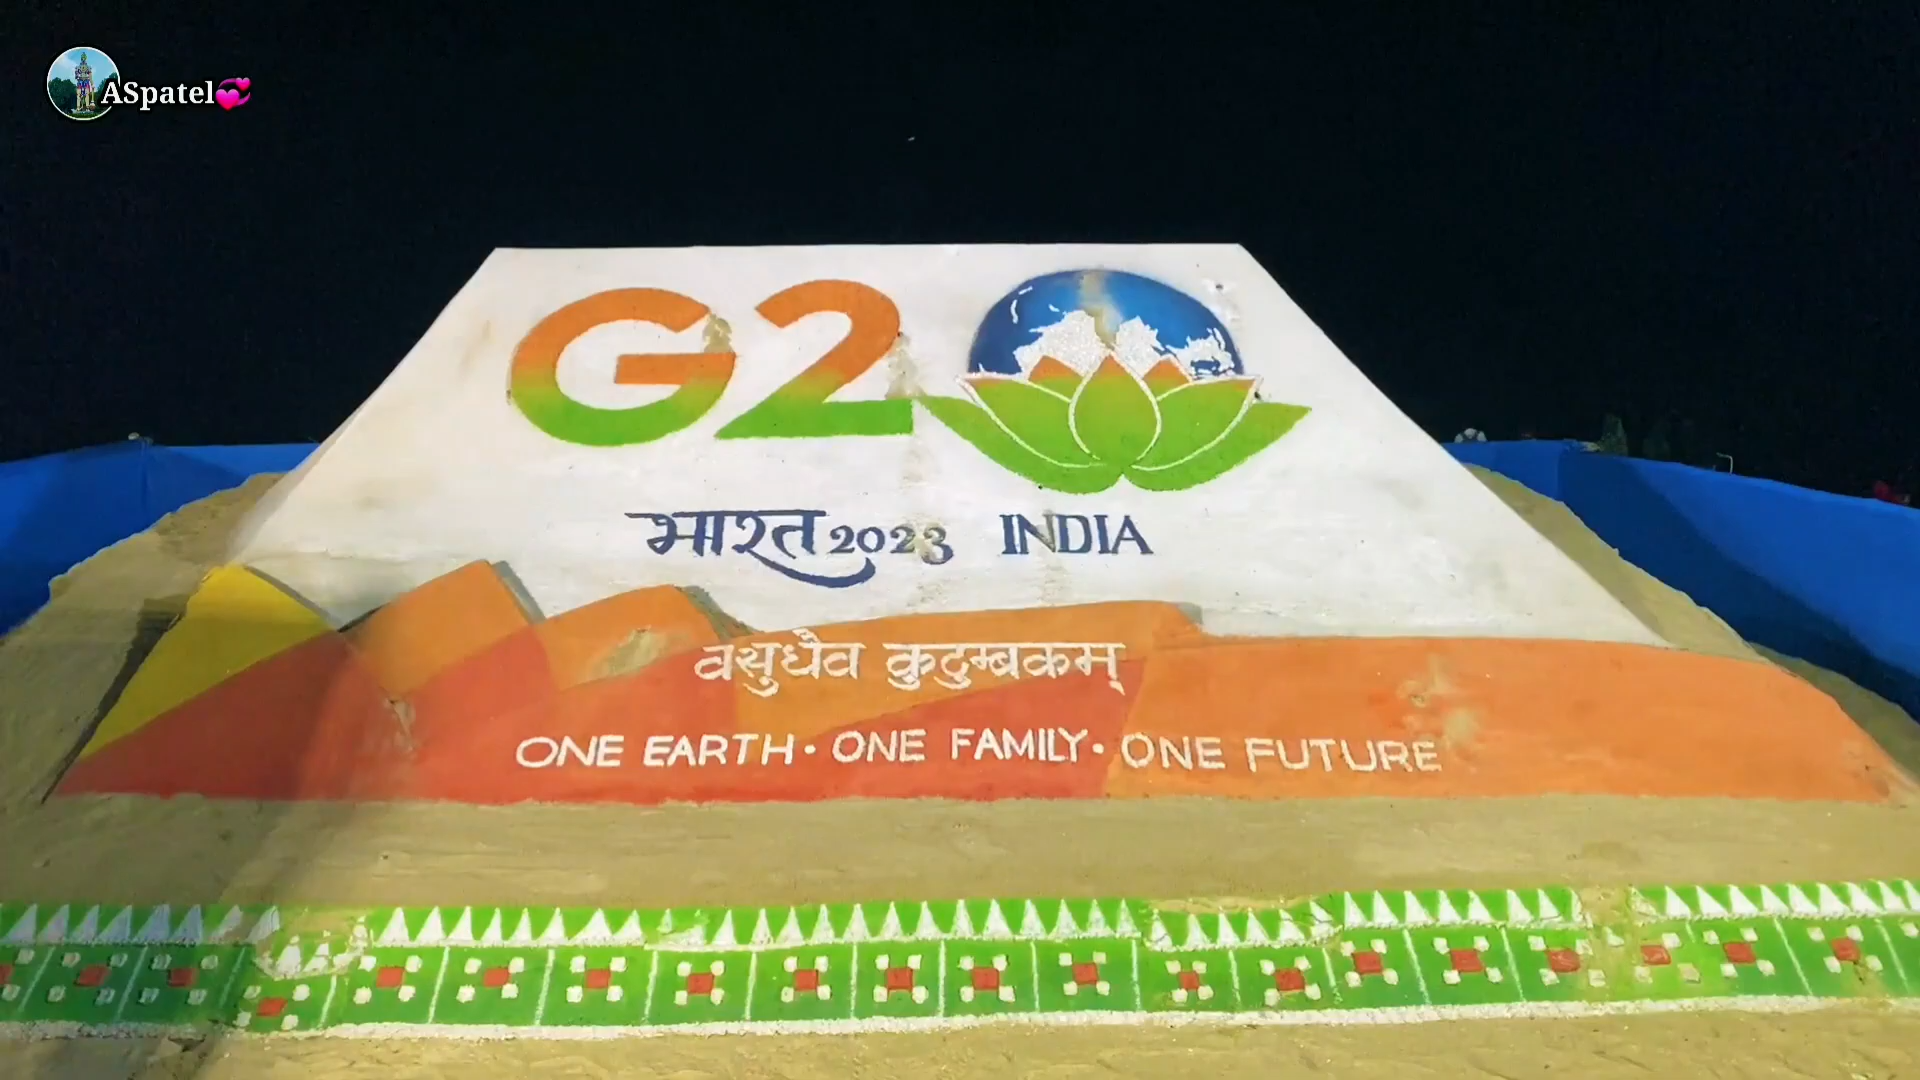 ASpatel
G20
भारत 2023 INDIA
वसुधैव कुटुम्बकम्
ONE EARTH · ONE FAMILY · ONE FUTURE